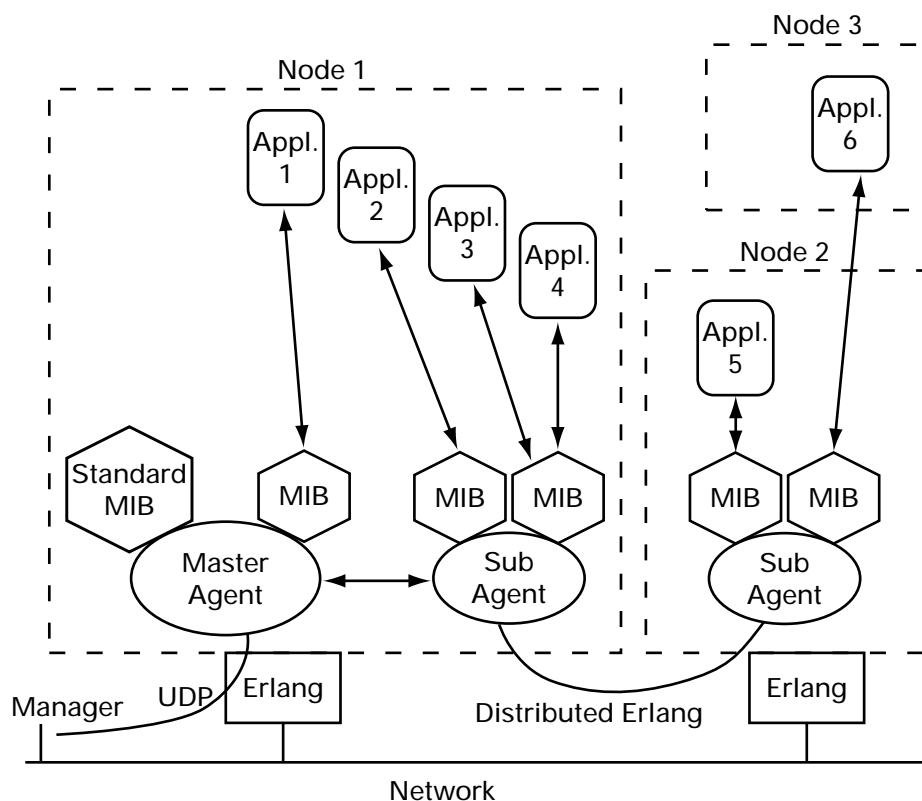 Node 3
Node 1
Appl.
6
Appl.
1
Appl.
2
Appl.
3
Appl.
4
Node 2
Appl.
5
Standard
MIB
MIB
MIB
MIB
MIB
MIB
Master
Agent
Sub
Agent
Sub
Agent
Manager
UDP
Erlang
Distributed Erlang
Erlang
Network